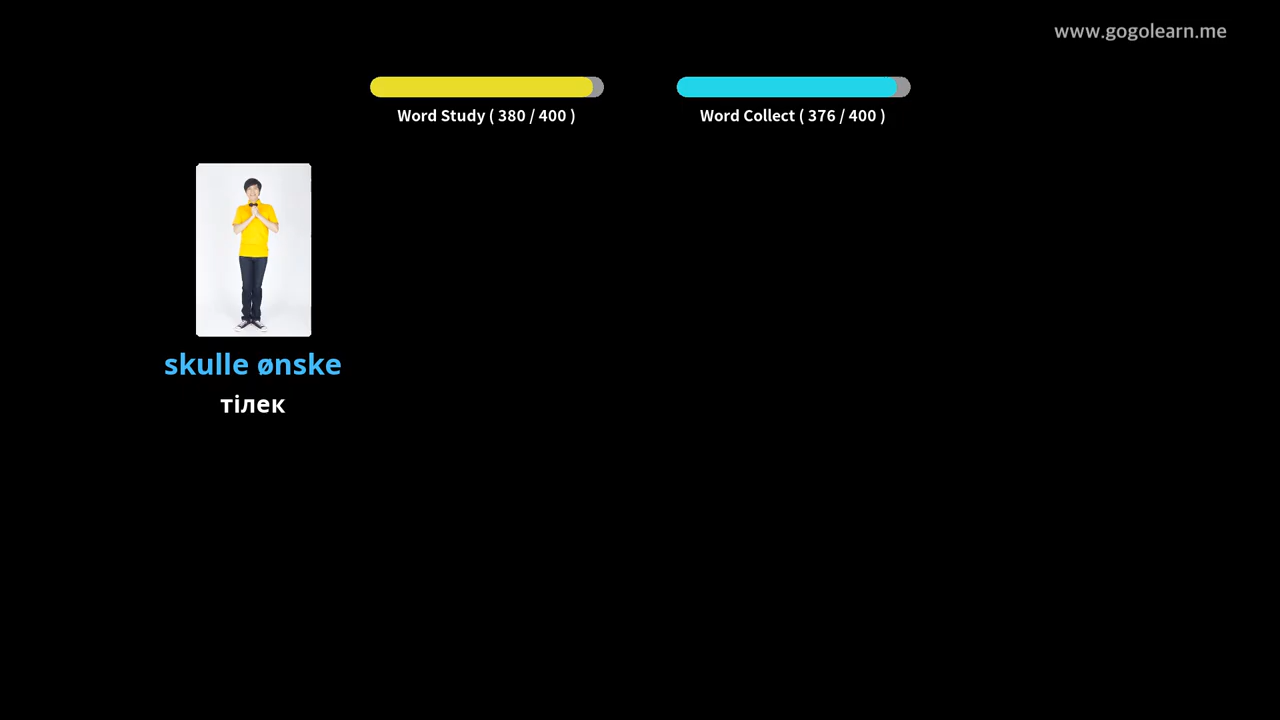 www.gogolearn.me
Word Study ( 380 / 400 )
Word Collect ( 376 / 400 )
skulle ønske
тілек